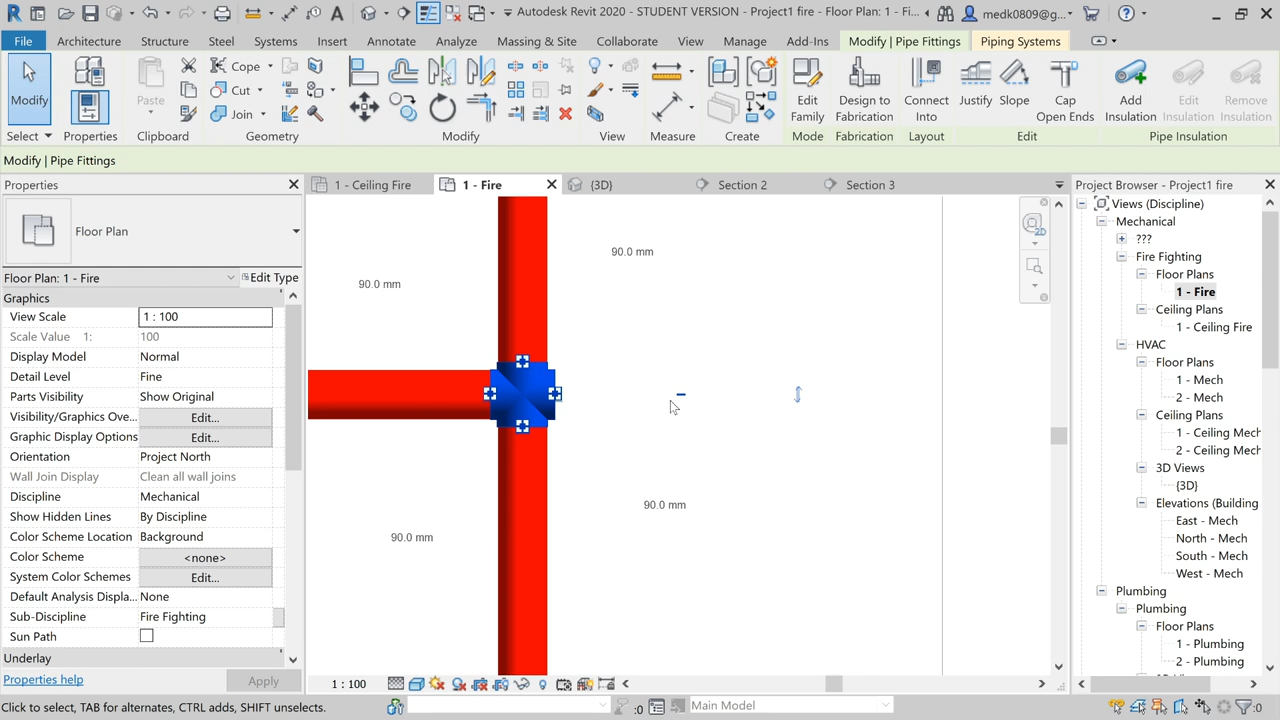 Autodesk Revit 2020 - STUDENT VERSION - Project1 fire - Floor Plan: 1 - Fi...
medk0809@g...
File
Architecture
Structure
Steel
Systems
Insert
Annotate
Analyze
Massing & Site
Collaborate
View
Manage
Add-Ins
Modify | Pipe Fittings
Piping Systems
Modify
Paste
Cope
Cut
Join
Edit
Family
Design to
Fabrication
Connect
Into
Justify
Slope
Cap
Open Ends
Add
Insulation
Edit
Insulation
Remove
Insulation
Select
Properties
Clipboard
Geometry
Modify
View
Measure
Create
Mode
Fabrication
Layout
Edit
Pipe Insulation
Modify | Pipe Fittings
Properties
Floor Plan
Floor Plan: 1 - Fire
Edit Type
Graphics
View Scale
1 : 100
Scale Value 1:
100
Display Model
Normal
Detail Level
Fine
Parts Visibility
Show Original
Visibility/Graphics Ove...
Edit...
Graphic Display Options
Edit...
Orientation
Project North
Wall Join Display
Clean all wall joins
Discipline
Mechanical
Show Hidden Lines
By Discipline
Color Scheme Location
Background
Color Scheme
<none>
System Color Schemes
Edit...
Default Analysis Displa...
None
Sub-Discipline
Fire Fighting
Sun Path
Underlay
Properties help
Apply
1 - Ceiling Fire
1 - Fire
{3D}
Section 2
Section 3
90.0 mm
90.0 mm
90.0 mm
90.0 mm
2D
1 : 100
Project Browser - Project1 fire
Views (Discipline)
Mechanical
???
Fire Fighting
Floor Plans
1 - Fire
Ceiling Plans
1 - Ceiling Fire
HVAC
Floor Plans
1 - Mech
2 - Mech
Ceiling Plans
1 - Ceiling Mech
2 - Ceiling Mech
3D Views
{3D}
Elevations (Building
East - Mech
North - Mech
South - Mech
West - Mech
Plumbing
Plumbing
Floor Plans
1 - Plumbing
2 - Plumbing
Click to select, TAB for alternates, CTRL adds, SHIFT unselects.
:0
Main Model
:0